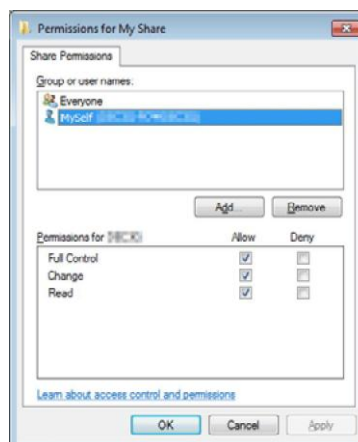 Permissions for My Share
Share Permissions
Group or user names:
Everyone
MySelf
Add... Remove
Permissions for Allow Deny
Full Control
Change
Read
Learn about access control and permissions
OK Cancel Apply